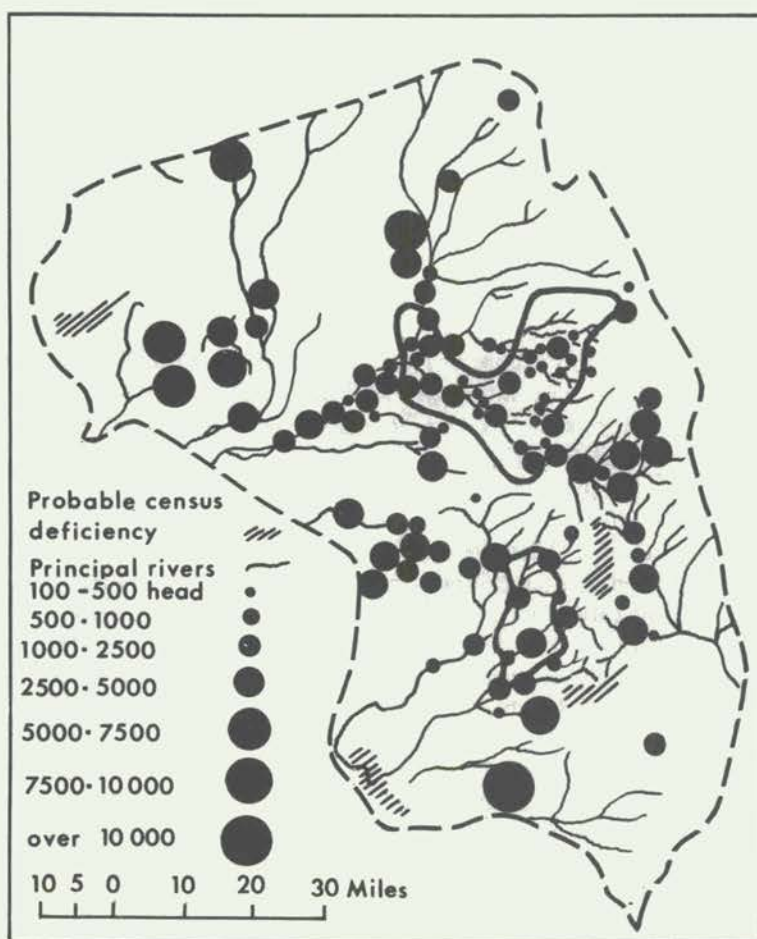 Probable census
deficiency
Principal rivers
100-500 head
500·1000
1000·2500
2500·5000
5000·7500
7500·10 000
over 10 000
10 5 0 10 20 30 Miles